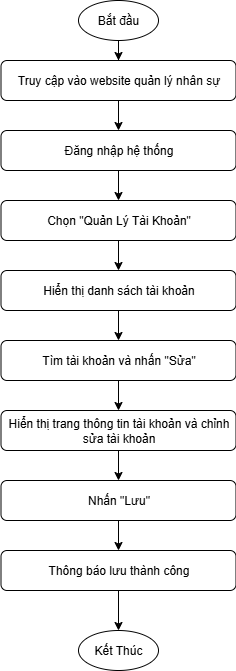 Bắt đầu
Truy cập vào website quản lý nhân sự
Đăng nhập hệ thống
Chọn "Quản Lý Tài Khoản"
Hiển thị danh sách tài khoản
Tìm tài khoản và nhấn "Sửa"
Hiển thị trang thông tin tài khoản và chỉnh
sửa tài khoản
Nhấn "Lưu"
Thông báo lưu thành công
Kết Thúc